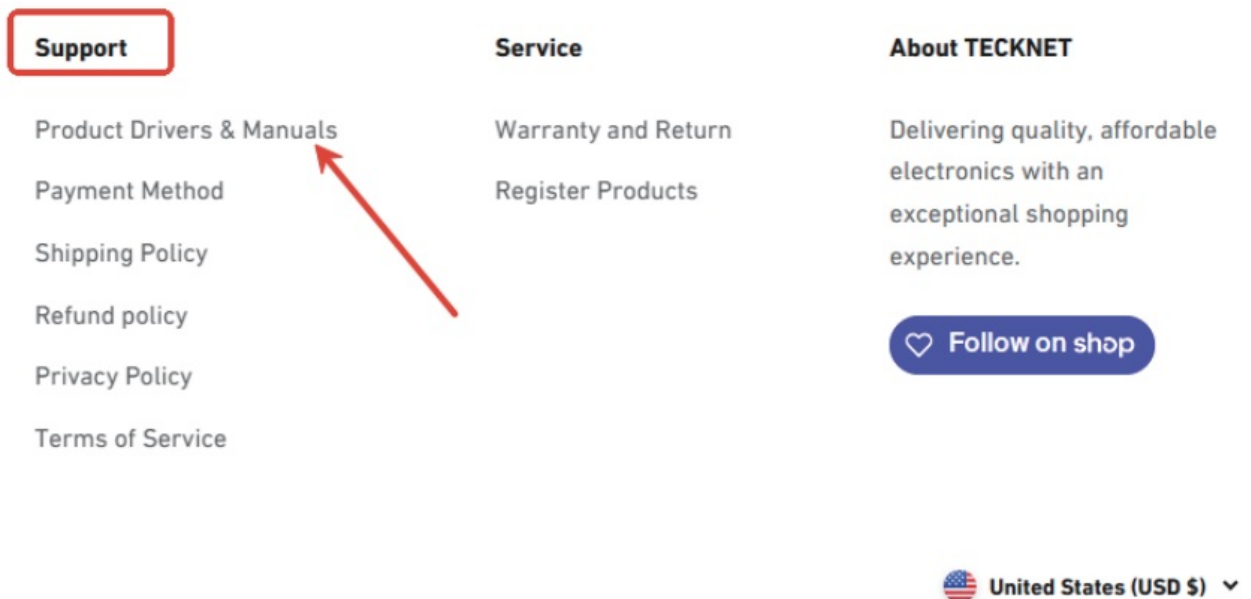 Support
Product Drivers & Manuals
Payment Method
Shipping Policy
Refund policy
Privacy Policy
Terms of Service
Service
Warranty and Return
Register Products
About TECKNET
Delivering quality, affordable
electronics with an
exceptional shopping
experience.
Follow on shop
United States (USD $)